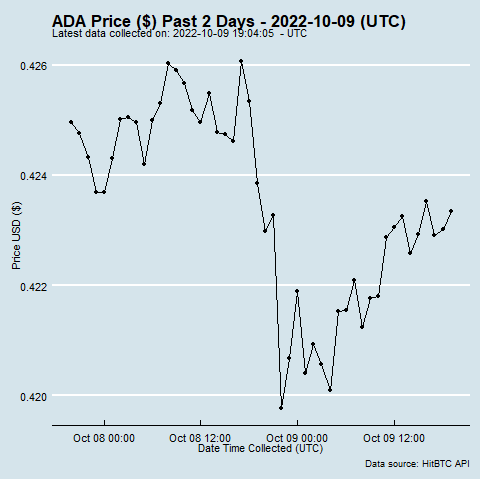 ADA Price ($) Past 2 Days - 2022-10-09 (UTC)
Latest data collected on: 2022-10-09 19:04:05 - UTC
0.426
0.424
0.422
0.420
Price USD ($)
Oct 08 00:00
Oct 08 12:00
Oct 09 00:00
Oct 09 12:00
Date Time Collected (UTC)
Data source: HitBTC API